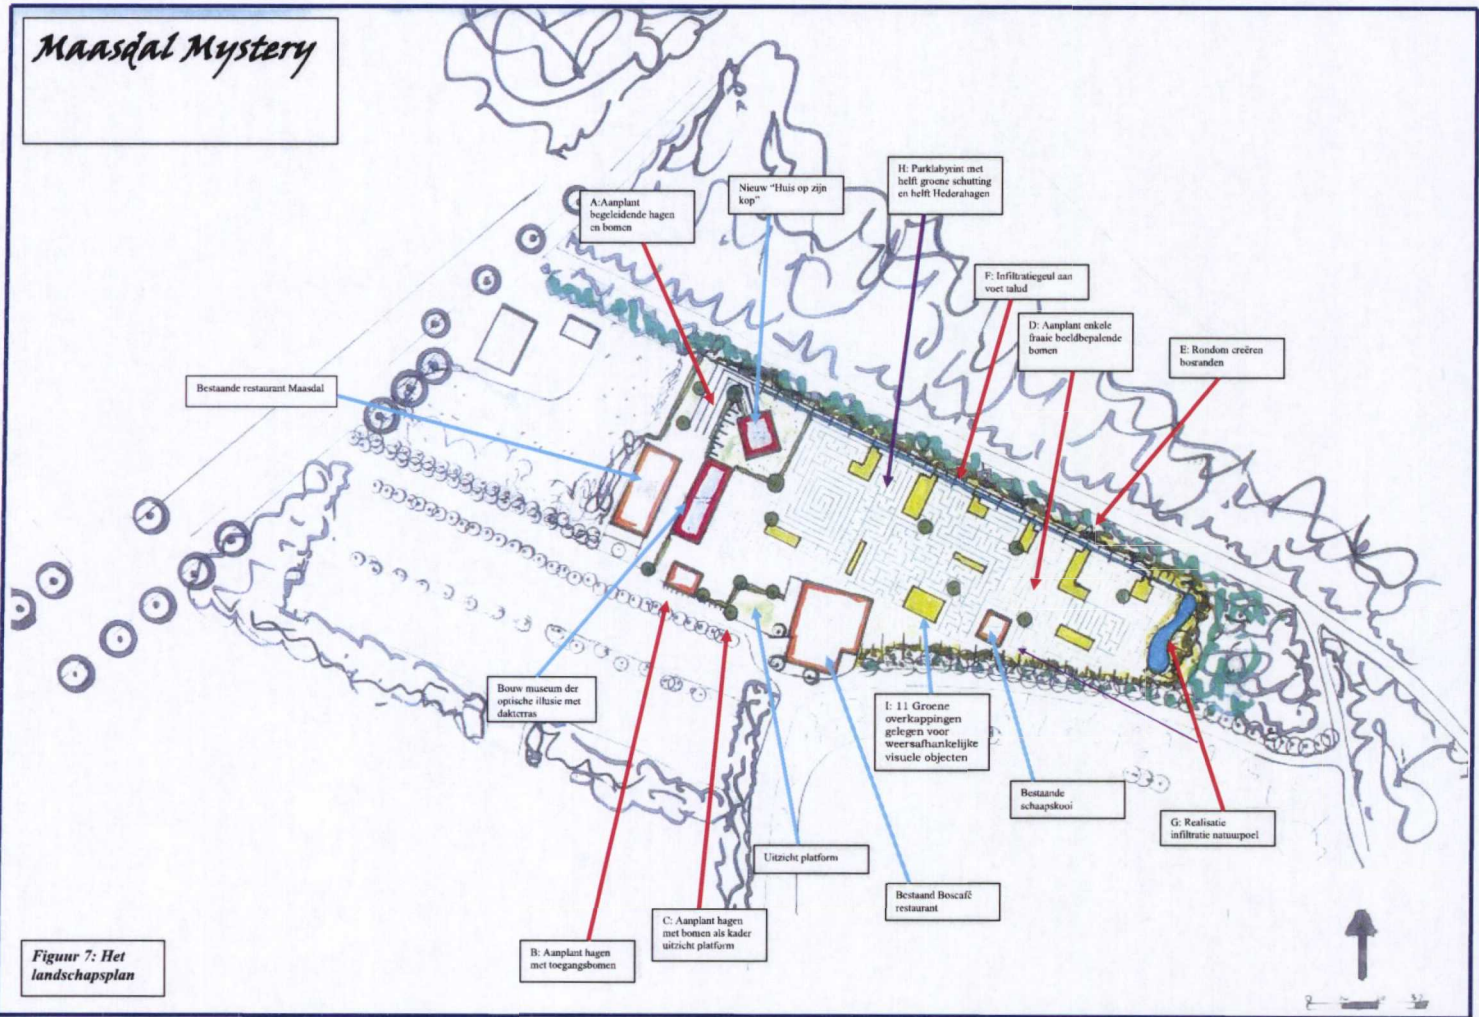 Maasdal Mystery
H: Parklabyrint met
helft groene schutting
en helft Hederahagen
Nieuw "Huis op zijn
kop"
A:Aanplant
begeleidende hagen
en bomen
F: Infiltratiegeul aan
voet talud
D: Aanplant enkele
fraaie beeldbepalende
bomen
E: Rondom creëren
bosranden
Bestaande restaurant Maasdal
Bouw museum der
optische illusie met
dakterras
I: 11 Groene
overkappingen
gelegen voor
weersafhankelijke
visuele objecten
Bestaande
schaapskooi
G: Realisatie
infiltratie natuurpoel
Uitzicht platform
Bestaand Boscafé
restaurant
C: Aanplant hagen
met bomen als kader
uitzicht platform
B: Aanplant hagen
met toegangsbomen
Figuur 7: Het
landschapsplan